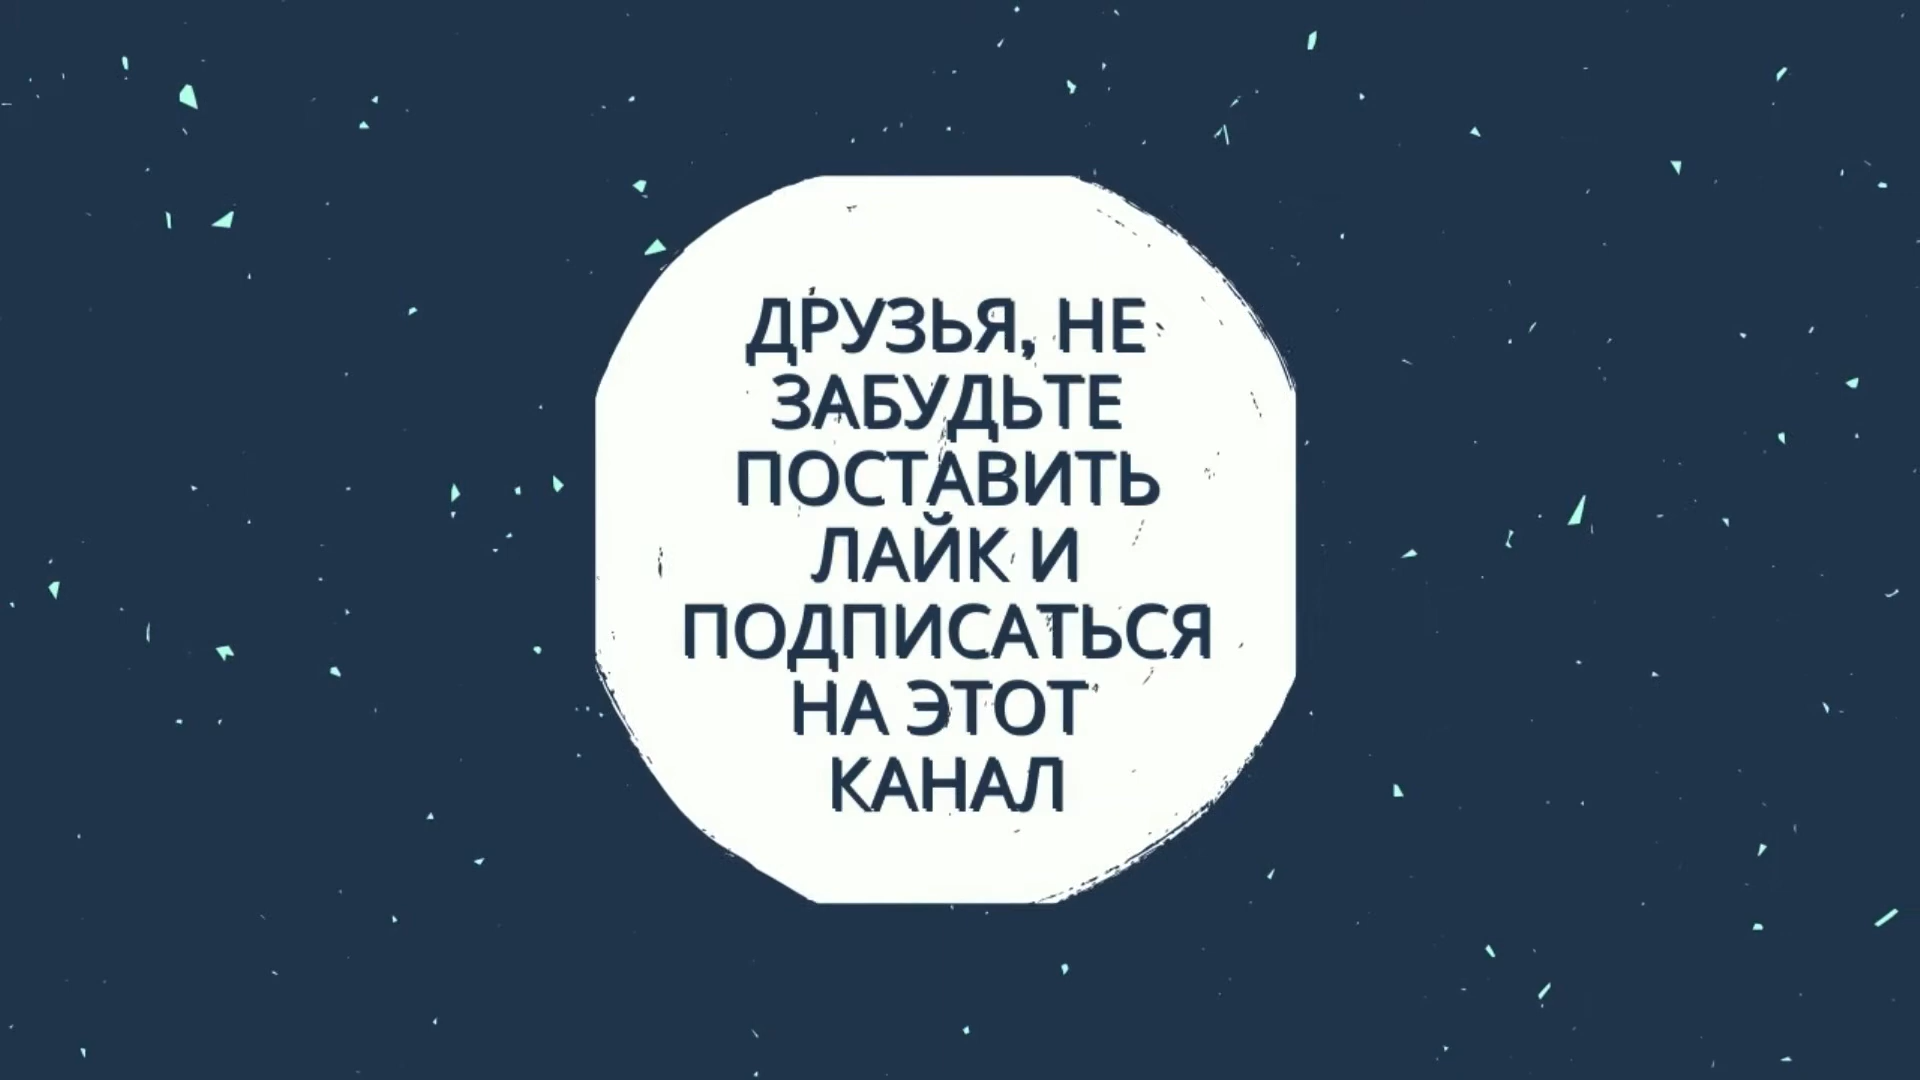 ДРУЗЬЯ, НЕ
ЗАБУДЬТЕ
ПОСТАВИТЬ
ЛАЙК И
ПОДПИСАТЬСЯ
НА ЭТОТ
КАНАЛ